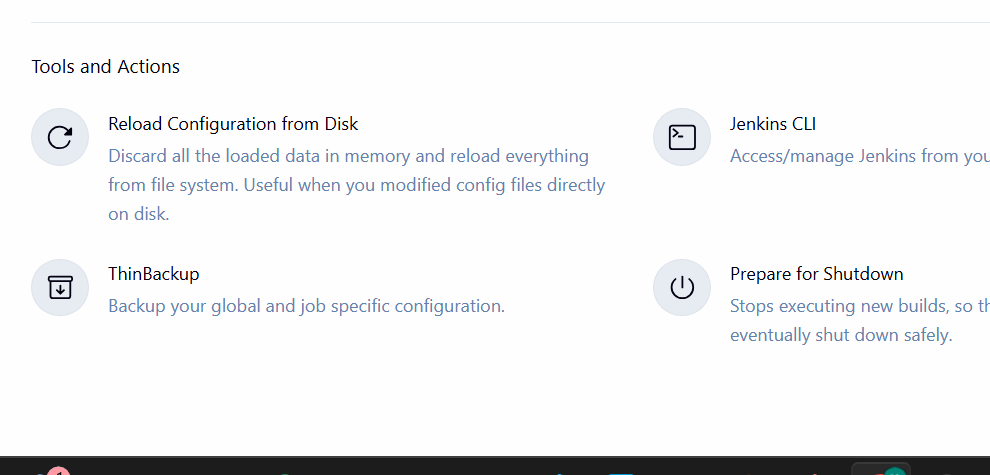 Tools and Actions
Reload Configuration from Disk
Discard all the loaded data in memory and reload everything
from file system. Useful when you modified config files directly
on disk.
Jenkins CLI
Access/manage Jenkins from you
ThinBackup
Backup your global and job specific configuration.
Prepare for Shutdown
Stops executing new builds, so th
eventually shut down safely.